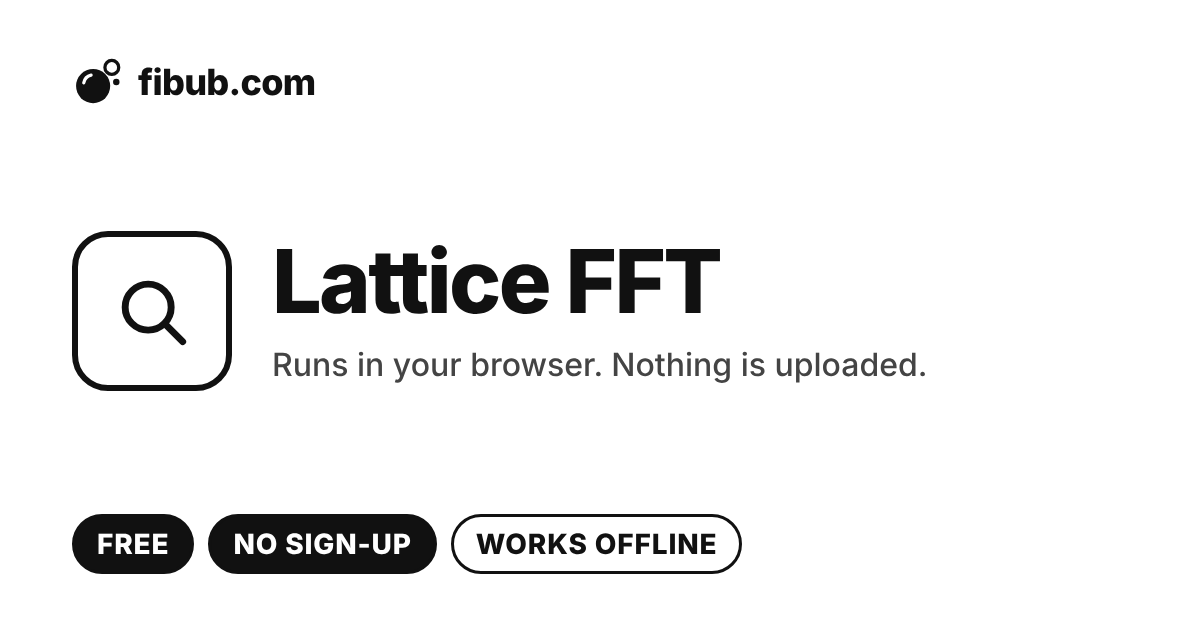 fibub.com
Lattice FFT
Runs in your browser. Nothing is uploaded.
FREE NO SIGN-UP WORKS OFFLINE